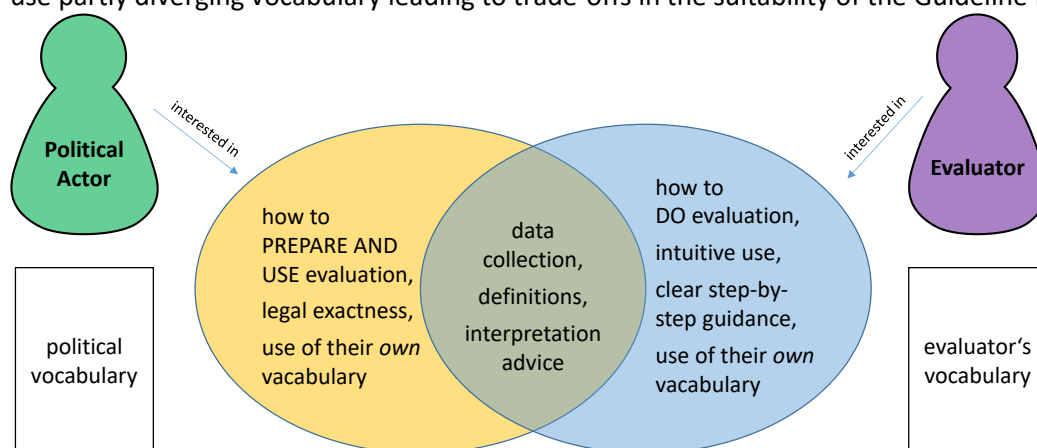 use partly diverging vocabulary leading to trade-offs in the suitability of the Guideline
Political
Actor
interested in
interested in
Evaluator
how to
PREPARE AND
USE evaluation,
legal exactness,
use of their own
vacabulary
data
collection,
definitions,
interpretation
advice
how to
DO evaluation,
intuitive use,
clear step-by-
step guidance,
use of their own
vacabulary
political
vocabulary
evaluator‘s
vocabulary